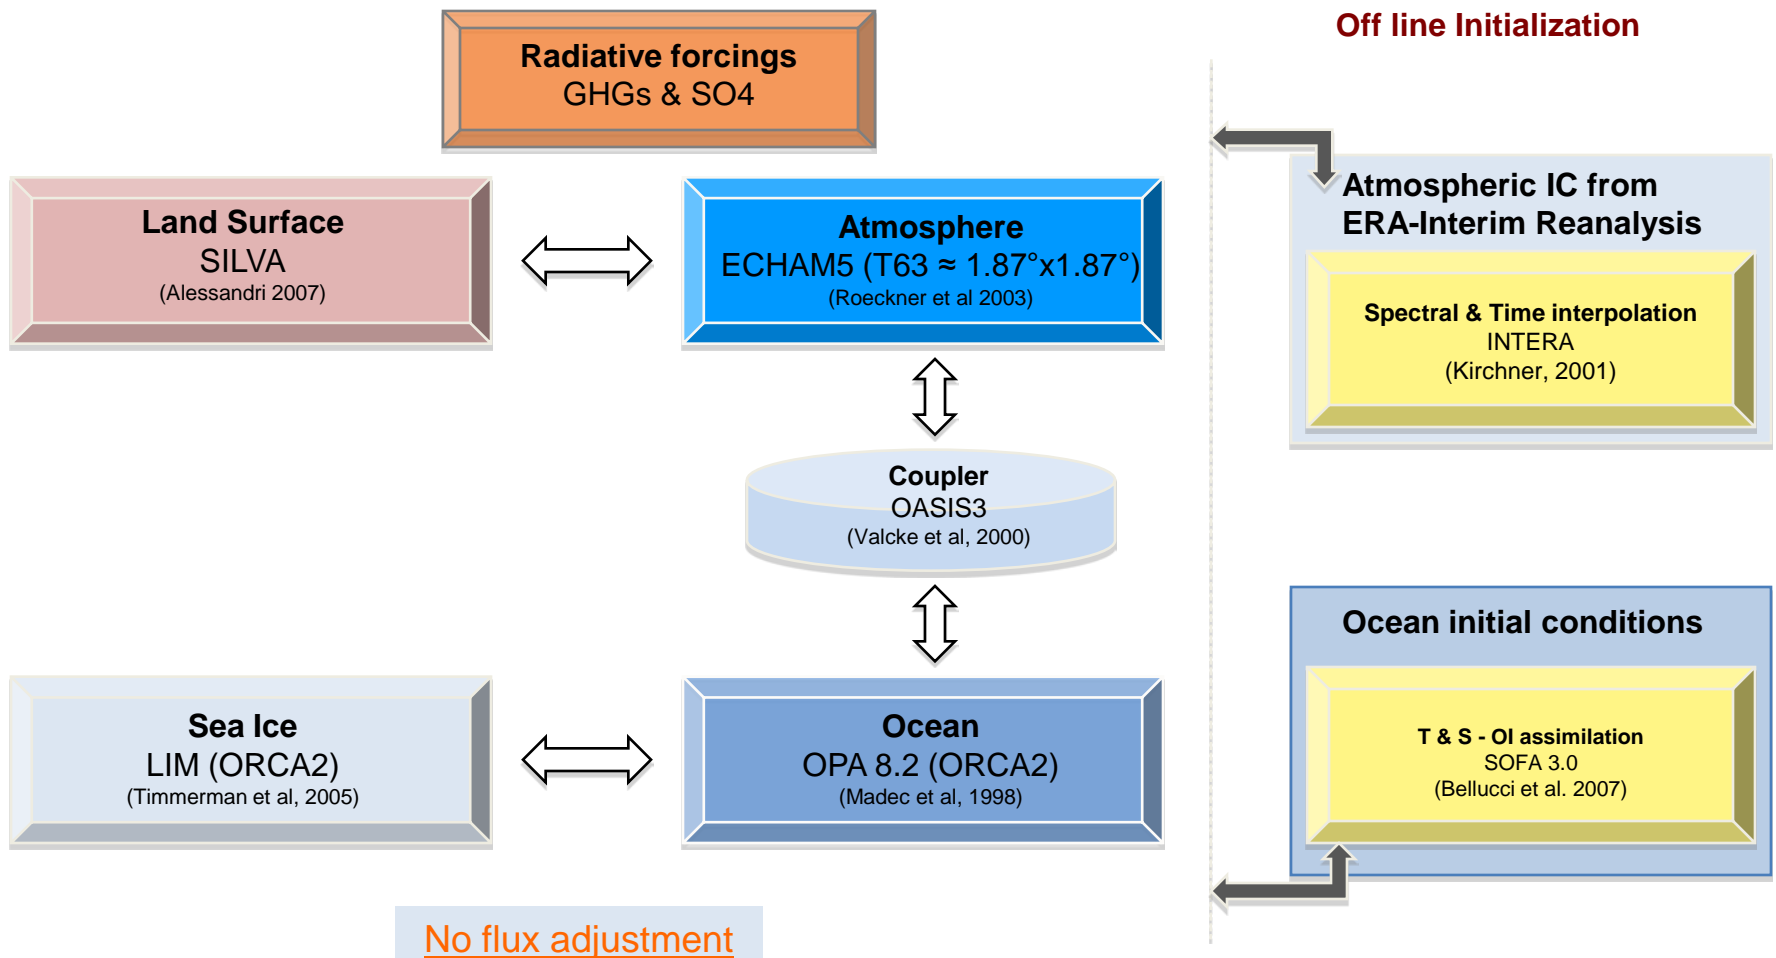 Off line Initialization
Radiative forcings
GHGs & SO4
Land Surface
SILVA
(Alessandri 2007)
Atmosphere
ECHAM5 (T63 ≈ 1.87°x1.87°)
(Roeckner et al 2003)
Atmospheric IC from
ERA-Interim Reanalysis
Spectral & Time interpolation
INTERA
(Kirchner, 2001)
Coupler
OASIS3
(Valcke et al, 2000)
Sea Ice
LIM (ORCA2)
(Timmerman et al, 2005)
Ocean
OPA 8.2 (ORCA2)
(Madec et al, 1998)
Ocean initial conditions
T & S - OI assimilation
SOFA 3.0
(Bellucci et al. 2007)
No flux adjustment